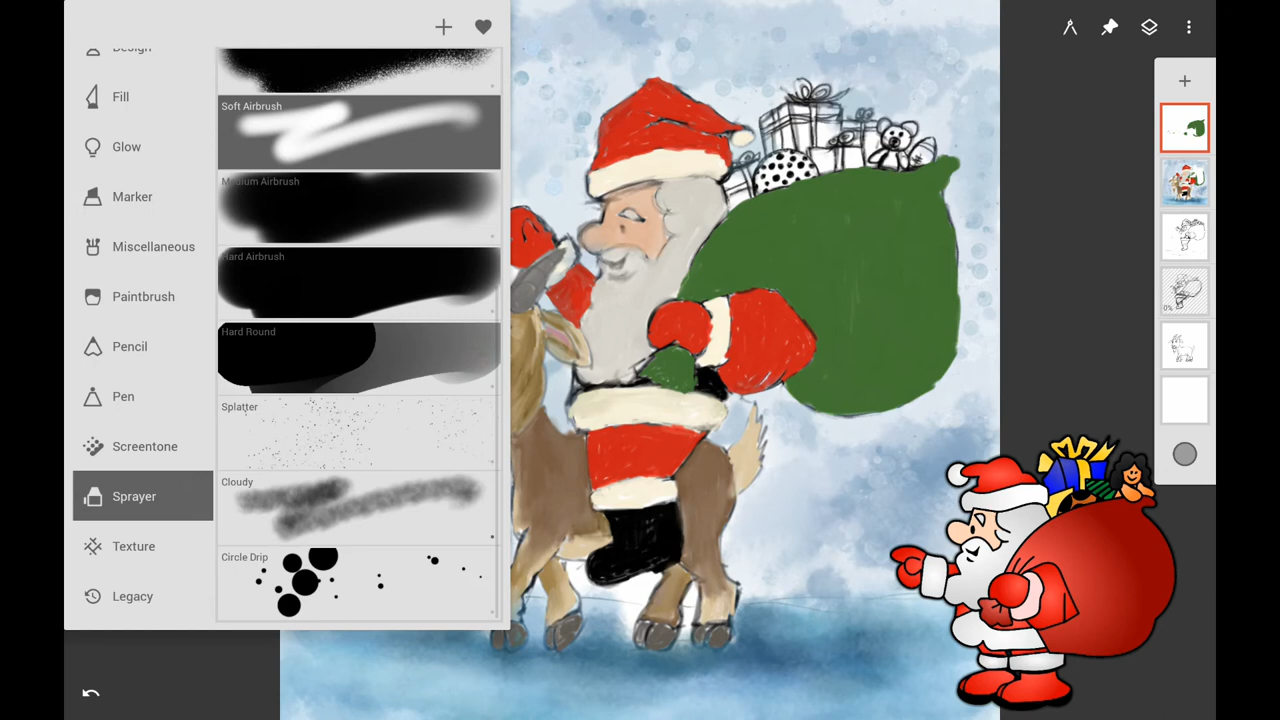 Design
Fill
Glow
Marker
Miscellaneous
Paintbrush
Pencil
Pen
Screentone
Sprayer
Texture
Legacy
Soft Airbrush
Medium Airbrush
Hard Airbrush
Hard Round
Splatter
Cloudy
Circle Drip
0%